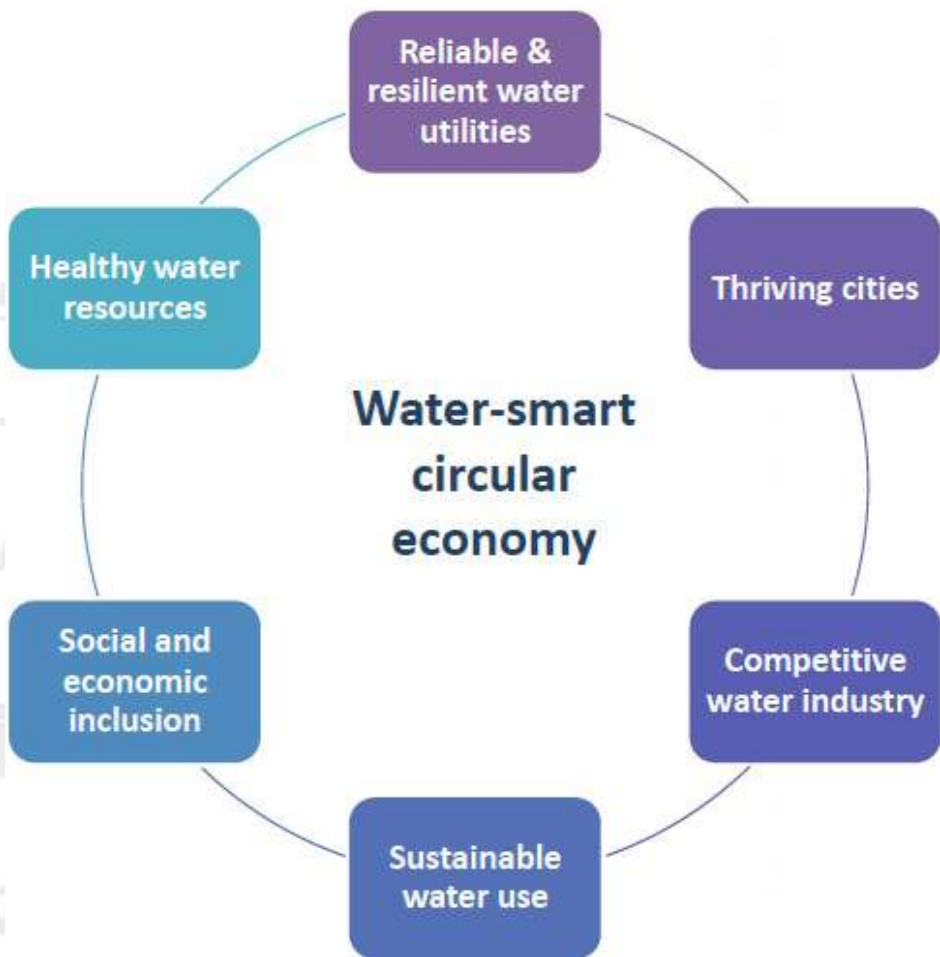 Reliable &
resilient water
utilities
Healthy water
resources
Thriving cities
Water-smart
circular
economy
Social and
economic
inclusion
Competitive
water industry
Sustainable
water use